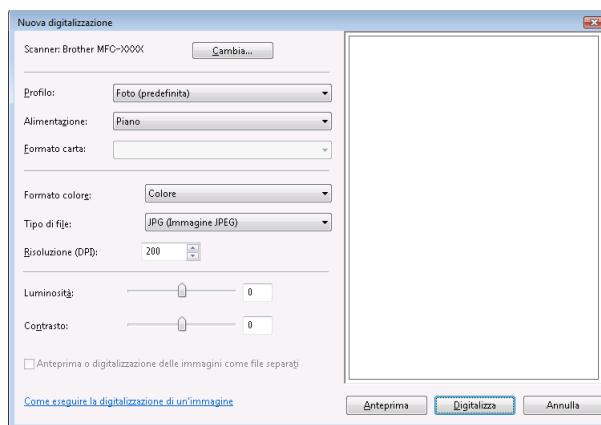 Nuova digitalizzazione
Scanner: Brother MFC-XXXX Cambia...
Profilo: Foto (predefinita)
Alimentazione: Piano
Formato carta:
Formato colore: Colore
Tipo di file: JPG (Immagine JPEG)
Risoluzione (DPI): 200
Luminosità: 0
Contrasto: 0
Anteprima o digitalizzazione delle immagini come file separati
Come eseguire la digitalizzazione di un'immagine
Anteprima Digitalizza Annulla